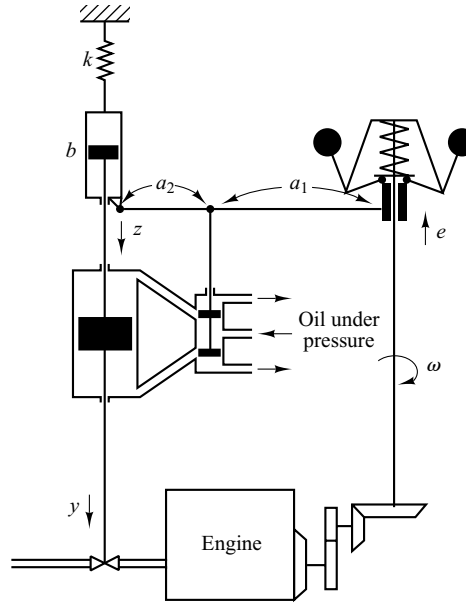 k
b
a2
a1
z
e
Oil under
pressure
ω
y
Engine